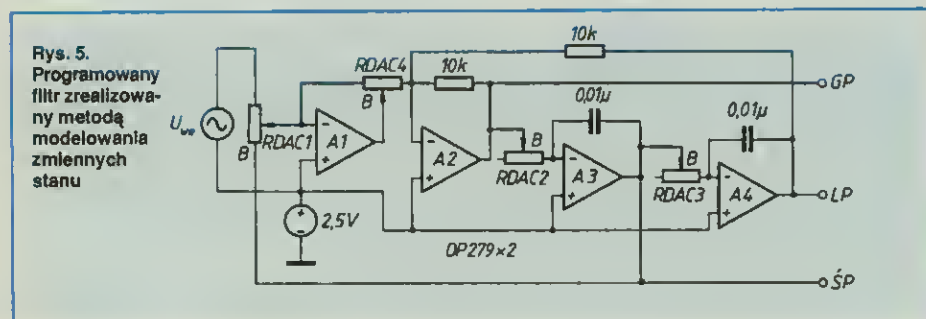 Rys. 5.
Programowany
filtr zrealizowa-
ny metodą
modelowania
zmiennych
stanu
10k
RDAC4
10k
GP
B
0,01µ
0,01µ
U we
A1
B
B
RDAC1
A2
B
RDAC2
A3
RDAC3
A4
LP
2,5V
OP279×2
ŚP